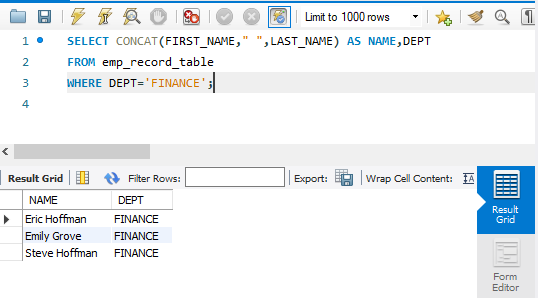 Limit to 1000 rows
1 SELECT CONCAT(FIRST_NAME," ",LAST_NAME) AS NAME,DEPT
2 FROM emp_record_table
3 WHERE DEPT='FINANCE';
4
Result Grid Filter Rows: Export: Wrap Cell Content: IA
NAME DEPT
Eric Hoffman FINANCE
Emily Grove FINANCE
Steve Hoffman FINANCE
Result
Grid
Form
Editor